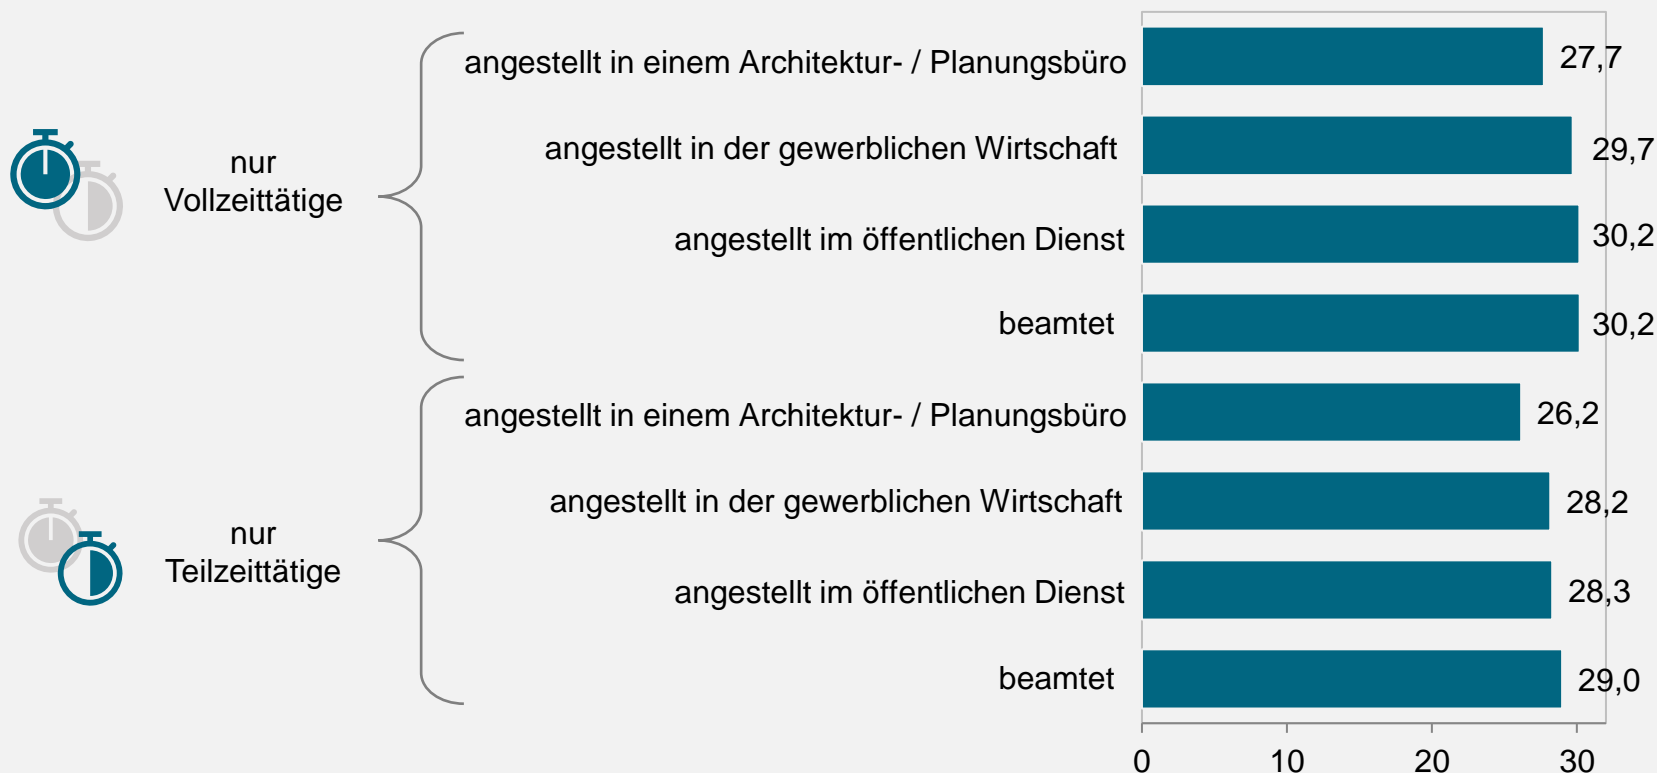 angestellt in einem Architektur- / Planungsbüro 27,7
angestellt in der gewerblichen Wirtschaft 29,7
nur
Vollzeittätige
angestellt im öffentlichen Dienst 30,2
beamtet 30,2
angestellt in einem Architektur- / Planungsbüro 26,2
angestellt in der gewerblichen Wirtschaft 28,2
nur
Teilzeittätige
angestellt im öffentlichen Dienst 28,3
beamtet 29,0
0 10 20 30